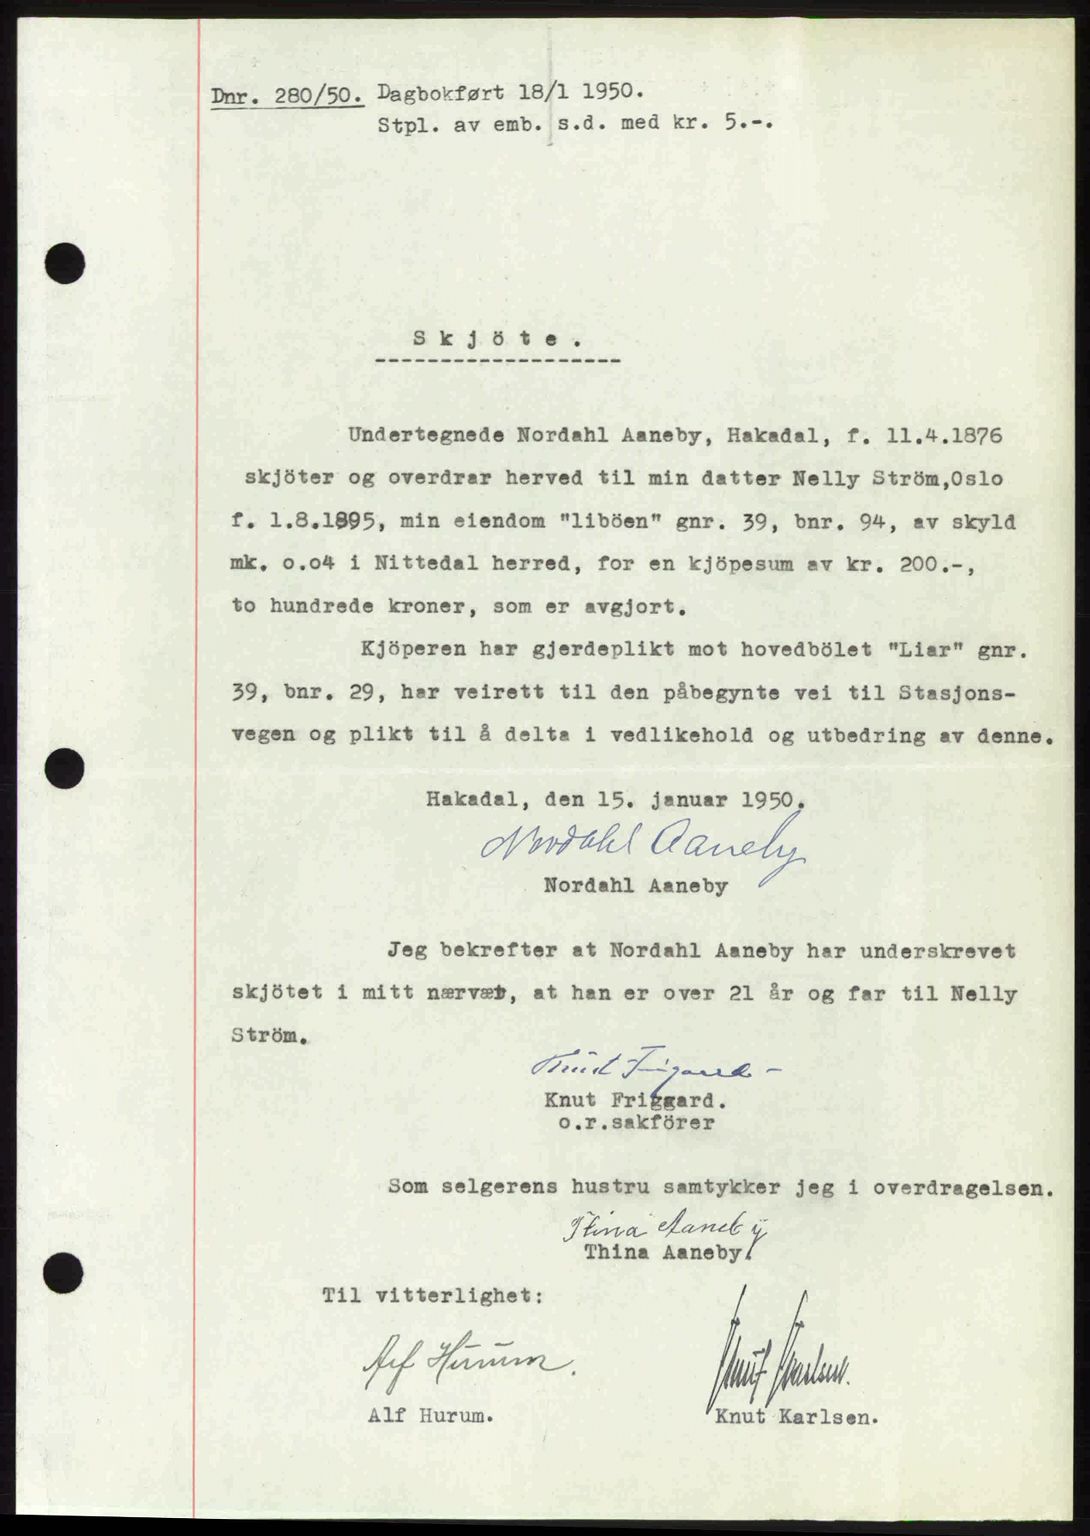 Dnr. 280/50. Dagbokført 18/1 1950.
Stpl. av emb. s.d. med kr. 5.-.
Skjöte.
------------------
Undertegnede Nordahl Aaneby, Hakadal, f. 11.4.1876
skjöter og overdrar herved til min datter Nelly Ström,Oslo
f. 1.8.1895, min eiendom "liböen" gnr. 39, bnr. 94, av skyld
mk. o.o4 i Nittedal herred, for en kjöpesum av kr. 200.-,
to hundrede kroner, som er avgjort.
Kjöperen har gjerdeplikt mot hovedbölet "Liar" gnr.
39, bnr. 29, har veirett til den påbegynte vei til Stasjons-
vegen og plikt til å delta i vedlikehold og utbedring av denne.
Hakadal, den 15. januar 1950.
Nordahl Aaneby
Nordahl Aaneby
Jeg bekrefter at Nordahl Aaneby har underskrevet
skjötet i mitt nærvær, at han er over 21 år og far til Nelly
Ström.
Knut Friggard
Knut Friggard.
o.r.sakförer
Som selgerens hustru samtykker jeg i overdragelsen.
Thina Aaneby
Thina Aaneby.
Til vitterlighet:
Alf Hurum. Knut Karlsen.
Alf Hurum. Knut Karlsen.